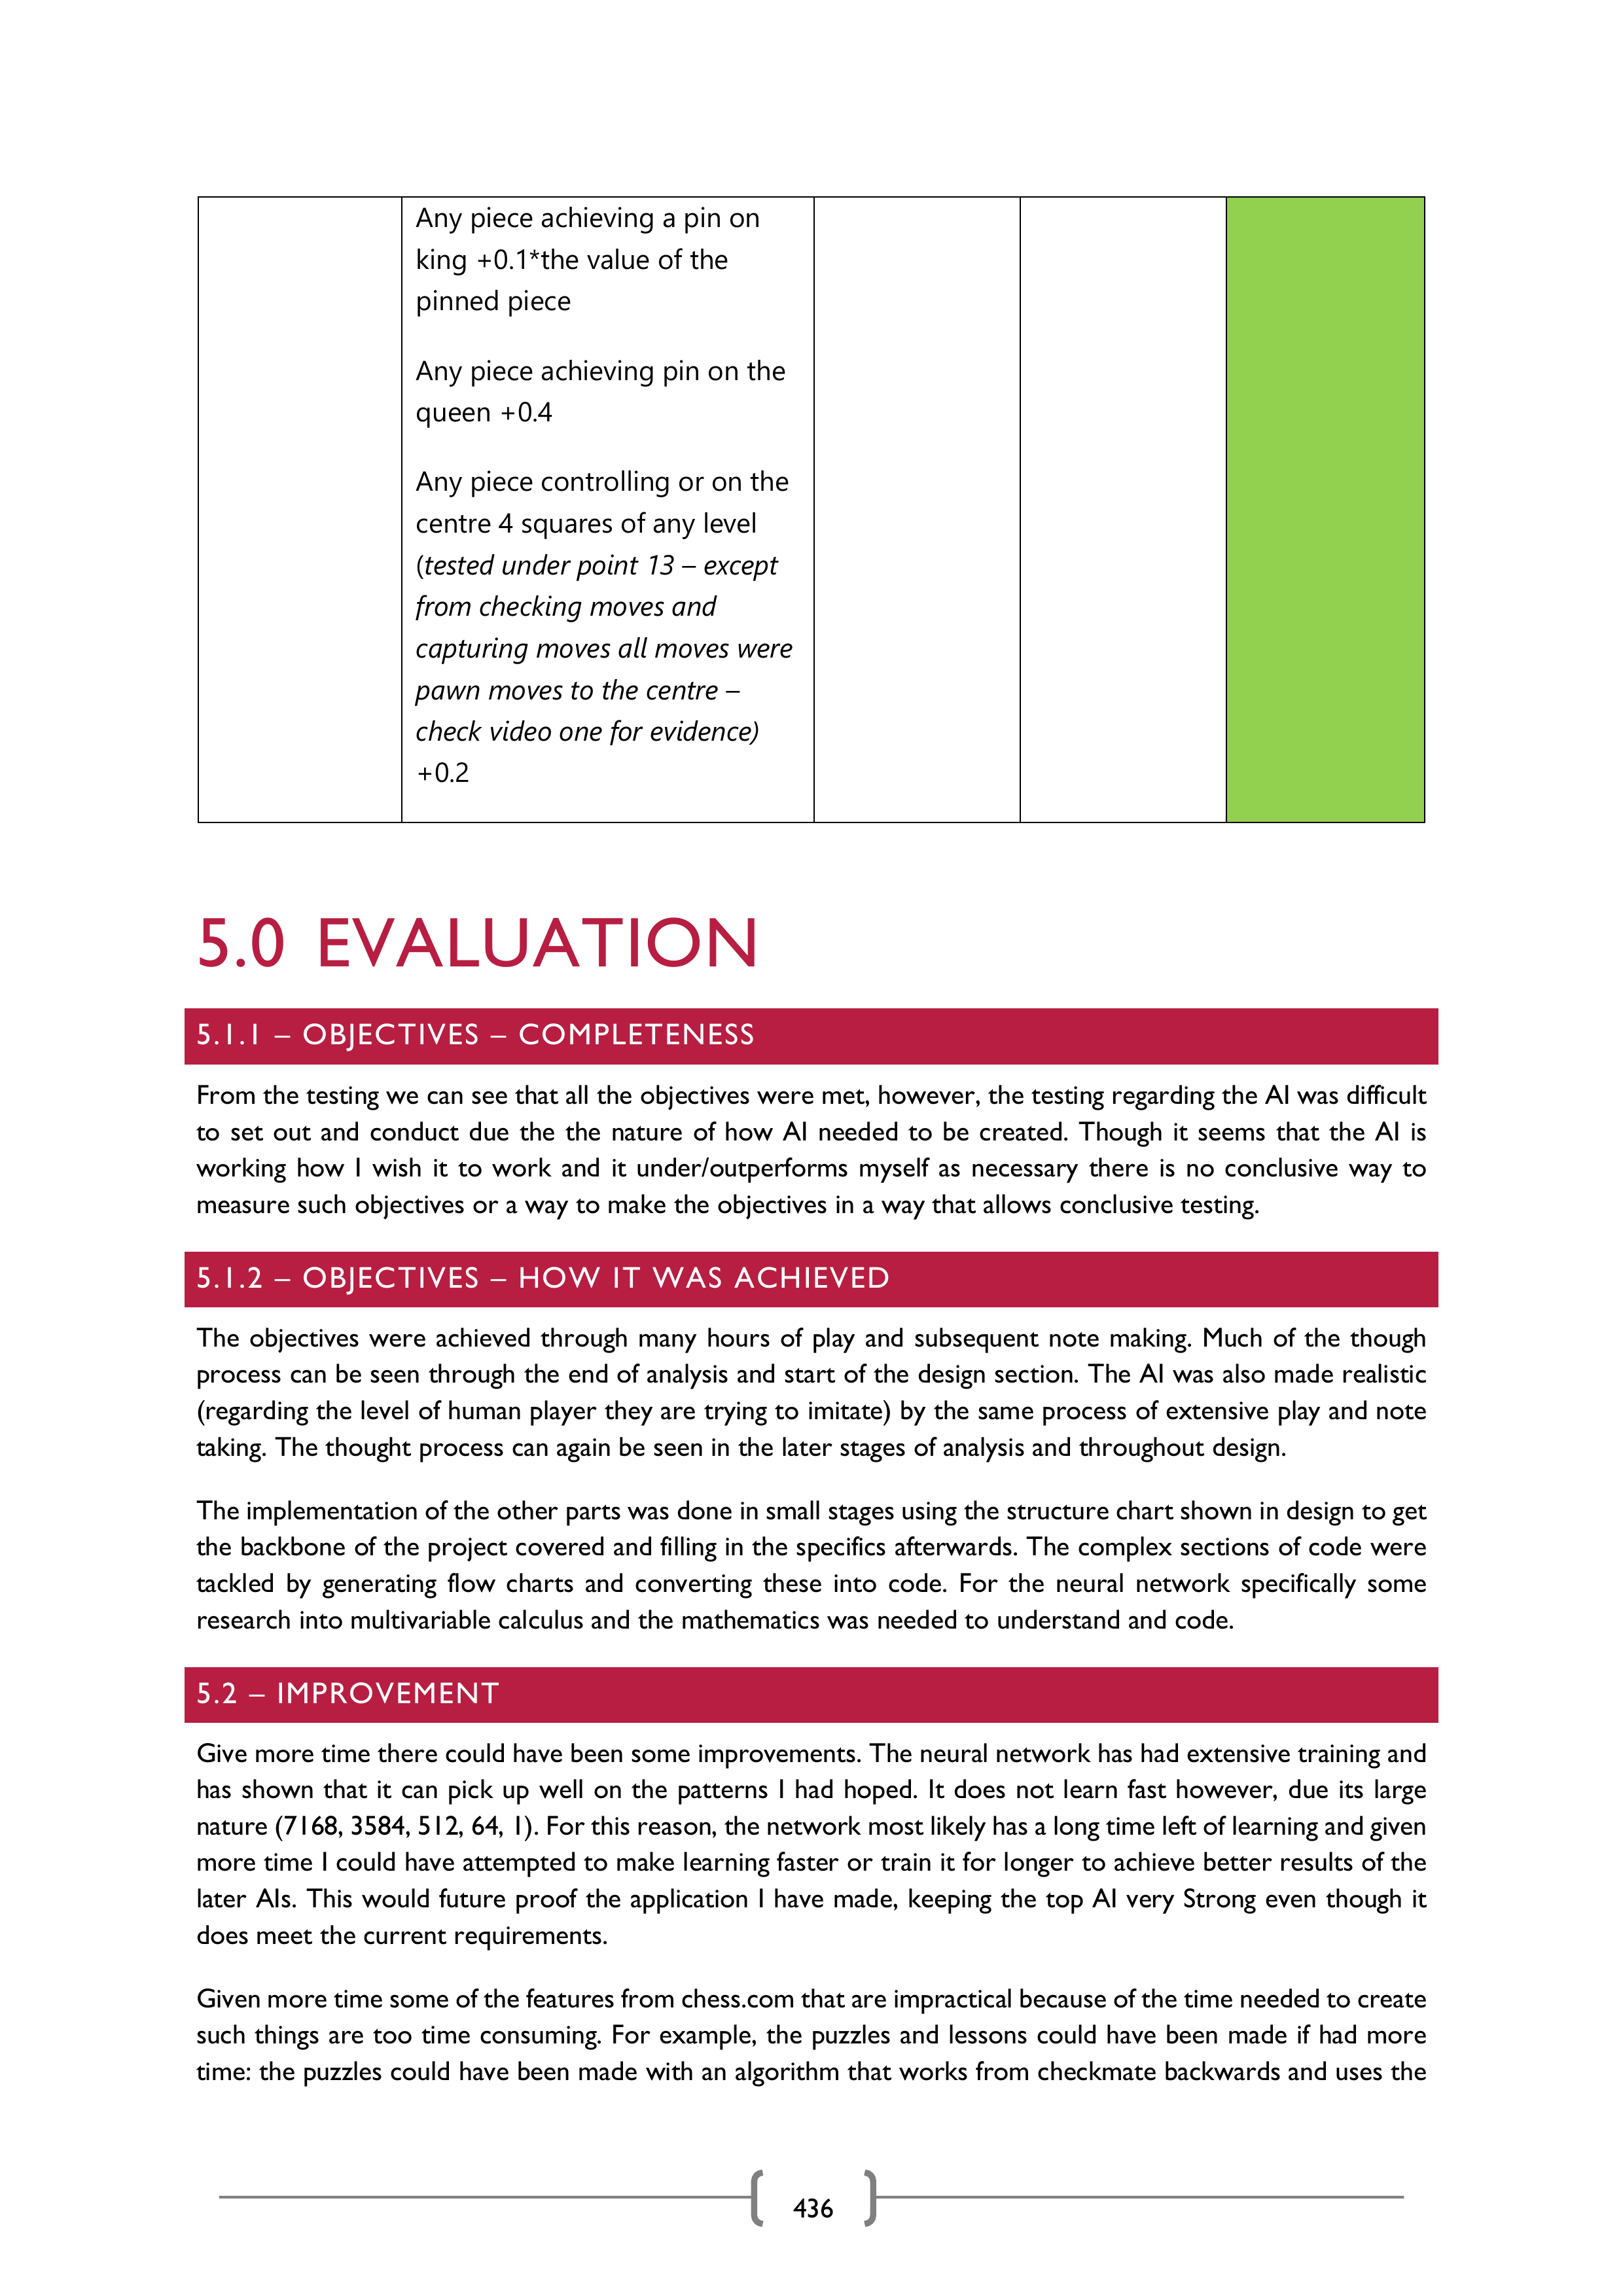 Any piece achieving a pin on
king +0.1*the value of the
pinned piece
Any piece achieving pin on the
queen +0.4
Any piece controlling or on the
centre 4 squares of any level
(tested under point 13 – except
from checking moves and
capturing moves all moves were
pawn moves to the centre –
check video one for evidence)
+0.2
5.0 EVALUATION
5.1.1 – OBJECTIVES – COMPLETENESS
From the testing we can see that all the objectives were met, however, the testing regarding the AI was difficult
to set out and conduct due the the nature of how AI needed to be created. Though it seems that the AI is
working how I wish it to work and it under/outperforms myself as necessary there is no conclusive way to
measure such objectives or a way to make the objectives in a way that allows conclusive testing.
5.1.2 – OBJECTIVES – HOW IT WAS ACHIEVED
The objectives were achieved through many hours of play and subsequent note making. Much of the though
process can be seen through the end of analysis and start of the design section. The AI was also made realistic
(regarding the level of human player they are trying to imitate) by the same process of extensive play and note
taking. The thought process can again be seen in the later stages of analysis and throughout design.
The implementation of the other parts was done in small stages using the structure chart shown in design to get
the backbone of the project covered and filling in the specifics afterwards. The complex sections of code were
tackled by generating flow charts and converting these into code. For the neural network specifically some
research into multivariable calculus and the mathematics was needed to understand and code.
5.2 – IMPROVEMENT
Give more time there could have been some improvements. The neural network has had extensive training and
has shown that it can pick up well on the patterns I had hoped. It does not learn fast however, due its large
nature (7168, 3584, 512, 64, 1). For this reason, the network most likely has a long time left of learning and given
more time I could have attempted to make learning faster or train it for longer to achieve better results of the
later AIs. This would future proof the application I have made, keeping the top AI very Strong even though it
does meet the current requirements.
Given more time some of the features from chess.com that are impractical because of the time needed to create
such things are too time consuming. For example, the puzzles and lessons could have been made if had more
time: the puzzles could have been made with an algorithm that works from checkmate backwards and uses the
436